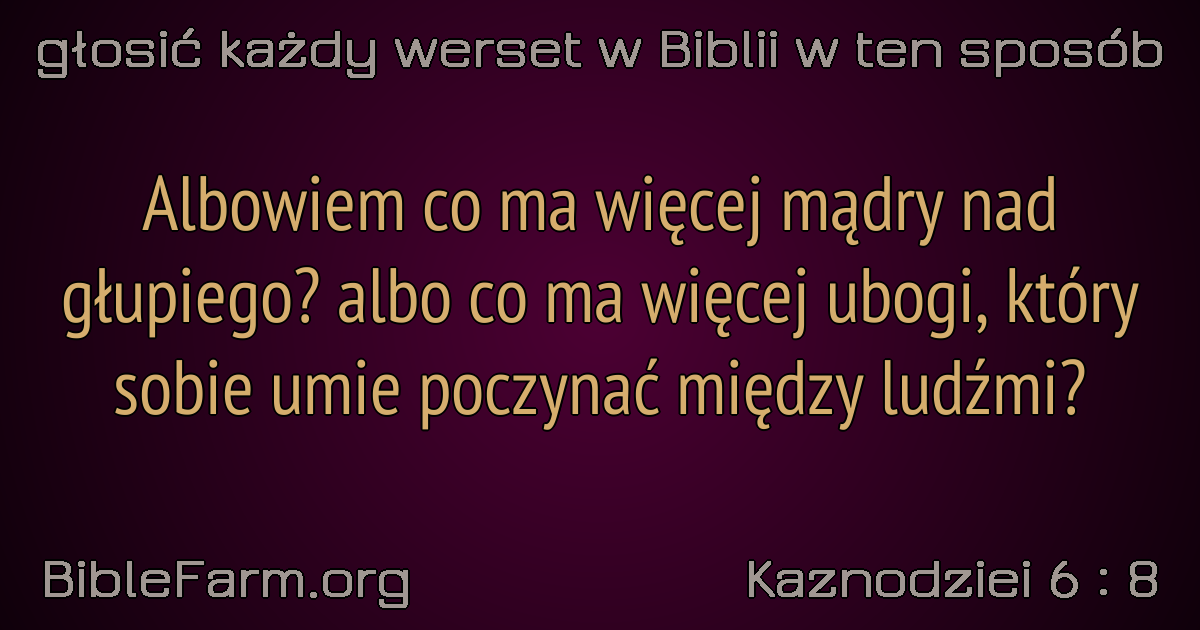 głosić każdy werset w Biblii w ten sposób
Albowiem co ma więcej mądry nad
głupiego? albo co ma więcej ubogi, który
sobie umie poczynać między ludźmi?
BibleFarm.org
Kaznodziei 6 : 8